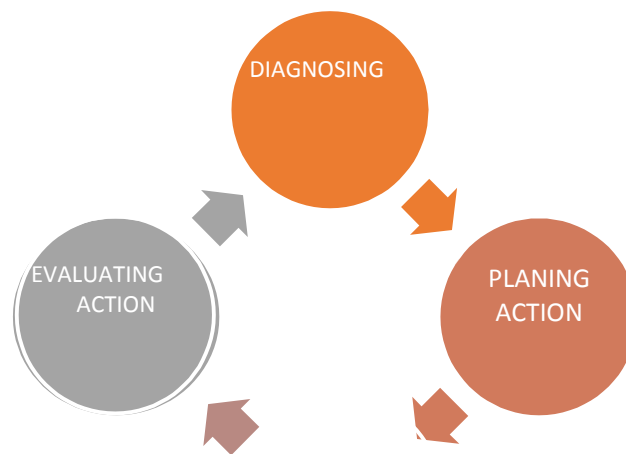 DIAGNOSING
EVALUATING
ACTION
PLANING
ACTION